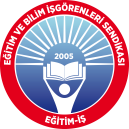 EĞİTİM VE BİLİM İŞGÖRENLERİ SENDİKASI
2005
EĞİTİM-İŞ